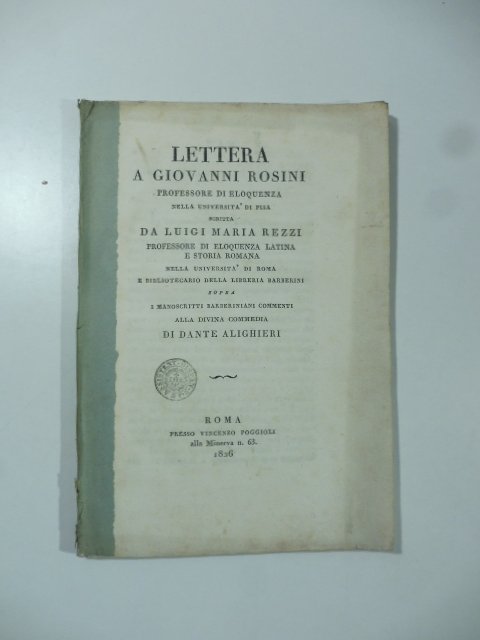 LETTERA
A GIOVANNI ROSINI
PROFESSORE DI ELOQUENZA
NELLA UNIVERSITA' DI PISA
SCRITTA
DA LUIGI MARIA REZZI
PROFESSORE DI ELOQUENZA LATINA
E STORIA ROMANA
NELLA UNIVERSITA' DI ROMA
E BIBLIOTECARIO DELLA LIBRERIA BARBERINI
SOPRA
I MANOSCRITTI BARBERINIANI COMMENTI
ALLA DIVINA COMMEDIA
DI DANTE ALIGHIERI
ROMA
PRESSO VINCENZO POGGIOLI
alla Minerva n. 63.
1826